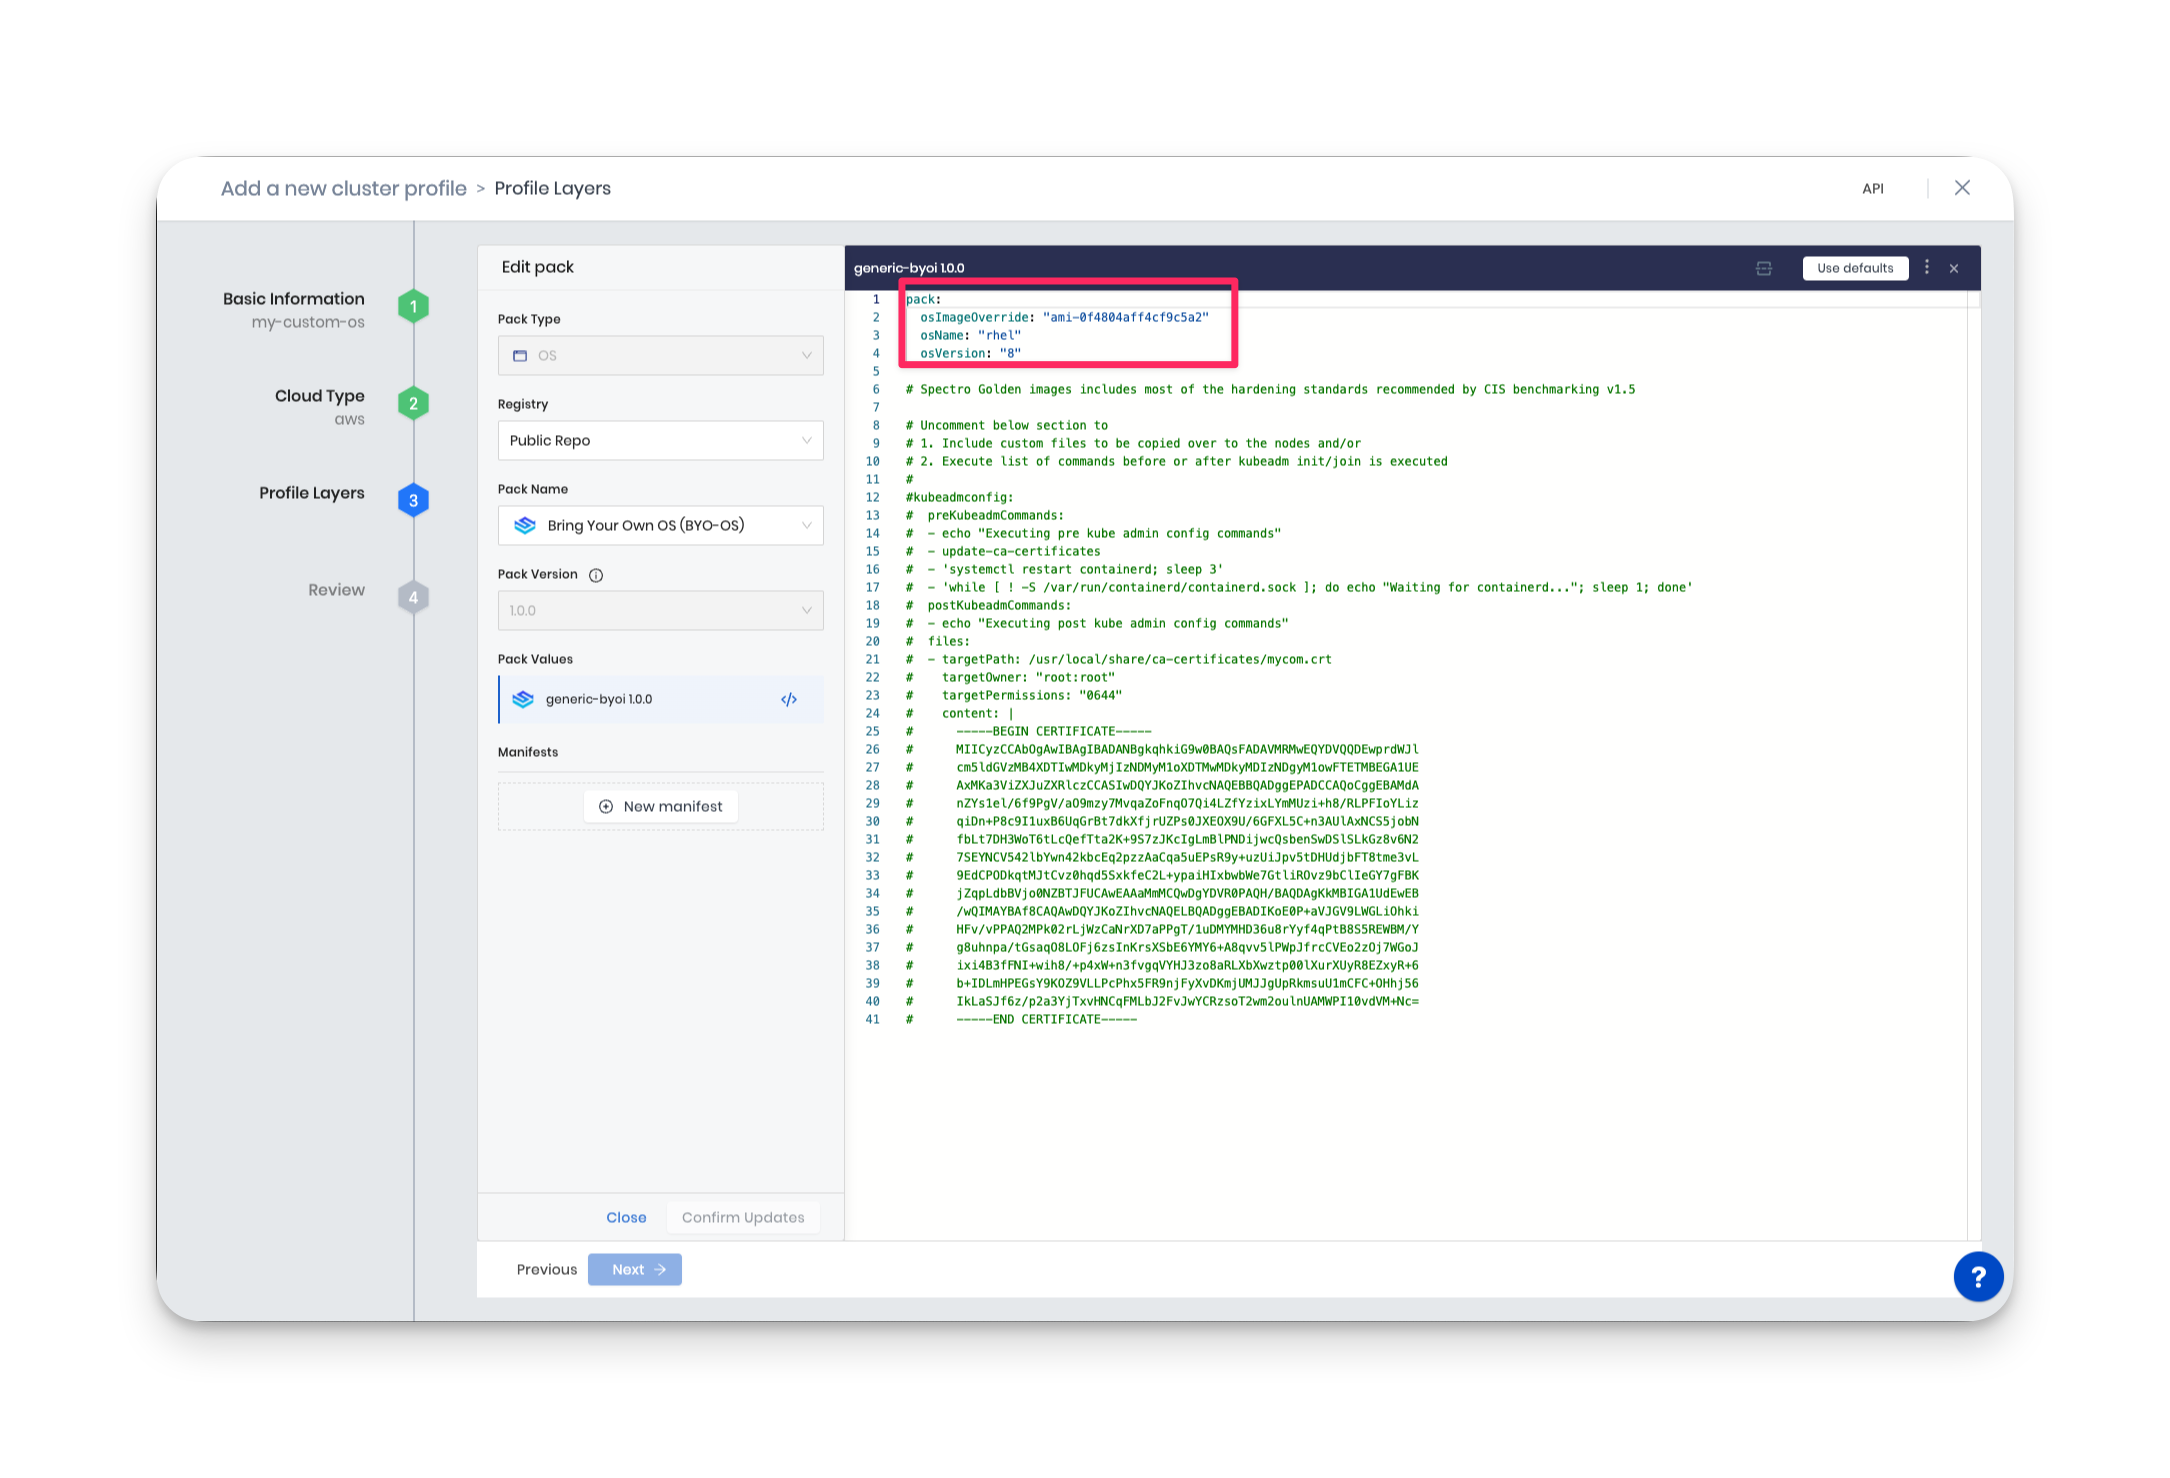 Add a new cluster profile > Profile Layers
API
Basic Information
my-custom-os
1
Cloud Type
aws
2
Profile Layers
3
Review
4
Edit pack
Pack Type
OS
Registry
Public Repo
Pack Name
Bring Your Own OS (BYO-OS)
Pack Version
1.0.0
Pack Values
generic-byoi 1.0.0
Manifests
New manifest
Close
Confirm Updates
Previous
Next
generic-byoi 1.0.0
Use defaults
1 pack:
2   osImageOverride: "ami-0f4804aff4cf9c5a2"
3   osName: "rhel"
4   osVersion: "8"
5
6 # Spectro Golden images includes most of the hardening standards recommended by CIS benchmarking v1.5
7
8 # Uncomment below section to
9 # 1. Include custom files to be copied over to the nodes and/or
10 # 2. Execute list of commands before or after kubeadm init/join is executed
11 #
12 #kubeadmconfig:
13 #  preKubeadmCommands:
14 #  - echo "Executing pre kube admin config commands"
15 #  - update-ca-certificates
16 #  - 'systemctl restart containerd; sleep 3'
17 #  - 'while [ ! -S /var/run/containerd/containerd.sock ]; do echo "Waiting for containerd..."; sleep 1; done'
18 #  postKubeadmCommands:
19 #  - echo "Executing post kube admin config commands"
20 #  files:
21 #  - targetPath: /usr/local/share/ca-certificates/mycom.crt
22 #    targetOwner: "root:root"
23 #    targetPermissions: "0644"
24 #    content: |
25 #      -----BEGIN CERTIFICATE-----
26 #      MIICyzCCAbOgAwIBAgIBADANBgkqhkiG9w0BAQsFADAVMRMwEQYDVQQDEwprdWJl
27 #      cm5ldGVzMB4XDTIwMDkyMjIzNDMyM1oXDTMwMDkyMDIzNDgyM1owFTETMBEGA1UE
28 #      AxMKa3ViZXJuZXRlczCCASIwDQYJKoZIhvcNAQEBBQADggEPADCCAQoCggEBAMdA
29 #      nZYs1el/6f9PgV/aO9mzy7MvqaZoFnqO7Qi4LZfYzixLYmMUzi+h8/RLPFIoYLiz
30 #      qiDn+P8c9I1uxB6UqGrBt7dkXfjrUZPs0JXEOX9U/6GFXL5C+n3AUlAxNCS5jobN
31 #      fbLt7DH3WoT6tLcQefTta2K+9S7zJKcIgLmBlPNDijwcQsbenSwDSlSLkGz8v6N2
32 #      7SEYNCV542lbYwn42kbcEq2pzzAaCqa5uEPsR9y+uzUiJpv5tDHUdjbFT8tme3vL
33 #      9EdCPODkqtMJtCvz0hqd5SxkfeC2L+ypaiHIxbwbWe7GtliROvz9bClIeGY7gFBK
34 #      jZqpLdbBVjo0NZBTJFUCAwEAAaMmMCQwDgYDVR0PAQH/BAQDAgKkMBIGA1UdEwEB
35 #      /wQIMAYBAf8CAQAwDQYJKoZIhvcNAQELBQADggEBADIKoE0P+aVJGV9LWGLiOhki
36 #      HFv/vPPAQ2MPk02rLjWzCaNrXD7aPPgT/1uDMYMHD36u8rYyf4qPtB8S5REWBM/Y
37 #      g8uhnpa/tGsaqO8LOFj6zsInKrsXSbE6YMY6+A8qvv5lPWpJfrcCVEo2zOj7WGoJ
38 #      ixi4B3fFNI+wih8/+p4xW+n3fvgqVYHJ3zo8aRLXbXwztp00lXurXUyR8EZxyR+6
39 #      b+IDLmHPEGsY9KOZ9VLLPcPhx5FR9njFyXvDKmjUMJJgUpRkmsuU1mCFC+OHhj56
40 #      IkLaSJf6z/p2a3YjTxvHNCqFMLbJ2FvJwYCRzsoT2wm2oulnUAMWPI10vdVM+Nc=
41 #      -----END CERTIFICATE-----
?